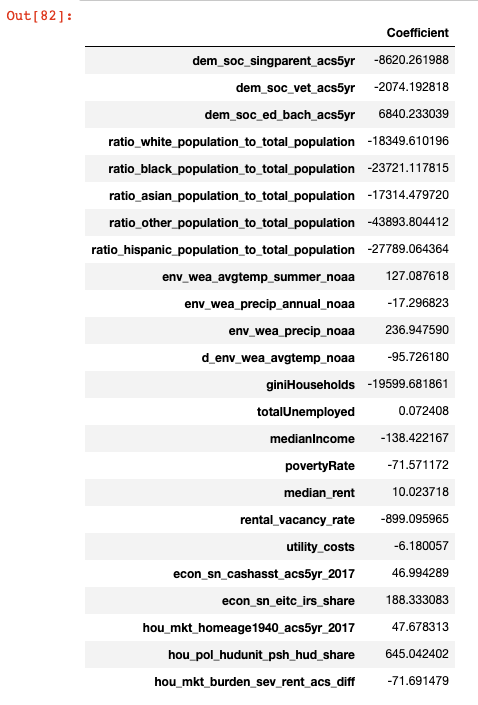 Out[82]:
Coefficient
dem_soc_singparent_acs5yr -8620.261988
dem_soc_vet_acs5yr -2074.192818
dem_soc_ed_bach_acs5yr 6840.233039
ratio_white_population_to_total_population -18349.610196
ratio_black_population_to_total_population -23721.117815
ratio_asian_population_to_total_population -17314.479720
ratio_other_population_to_total_population -43893.804412
ratio_hispanic_population_to_total_population -27789.064364
env_wea_avgtemp_summer_noaa 127.087618
env_wea_precip_annual_noaa -17.296823
env_wea_precip_noaa 236.947590
d_env_wea_avgtemp_noaa -95.726180
giniHouseholds -19599.681861
totalUnemployed 0.072408
medianIncome -138.422167
povertyRate -71.571172
median_rent 10.023718
rental_vacancy_rate -899.095965
utility_costs -6.180057
econ_sn_cashasst_acs5yr_2017 46.994289
econ_sn_eitc_irs_share 188.333083
hou_mkt_homeage1940_acs5yr_2017 47.678313
hou_pol_hudunit_psh_hud_share 645.042402
hou_mkt_burden_sev_rent_acs_diff -71.691479